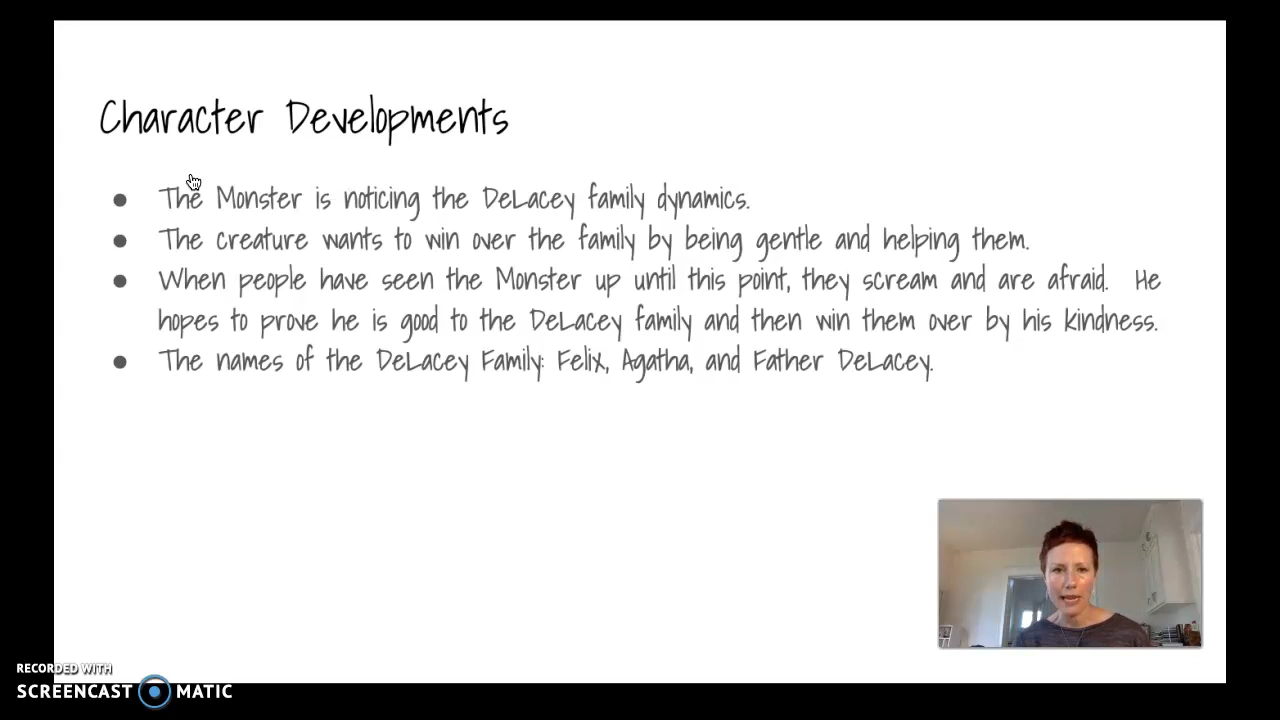 Character Developments
● The Monster is noticing the DeLacey family dynamics.
● The creature wants to win over the family by being gentle and helping them.
● When people have seen the Monster up until this point, they scream and are afraid. He
hopes to prove he is good to the DeLacey family and then win them over by his kindness.
● The names of the DeLacey Family: Felix, Agatha, and Father DeLacey.
RECORDED WITH
SCREENCAST MATIC